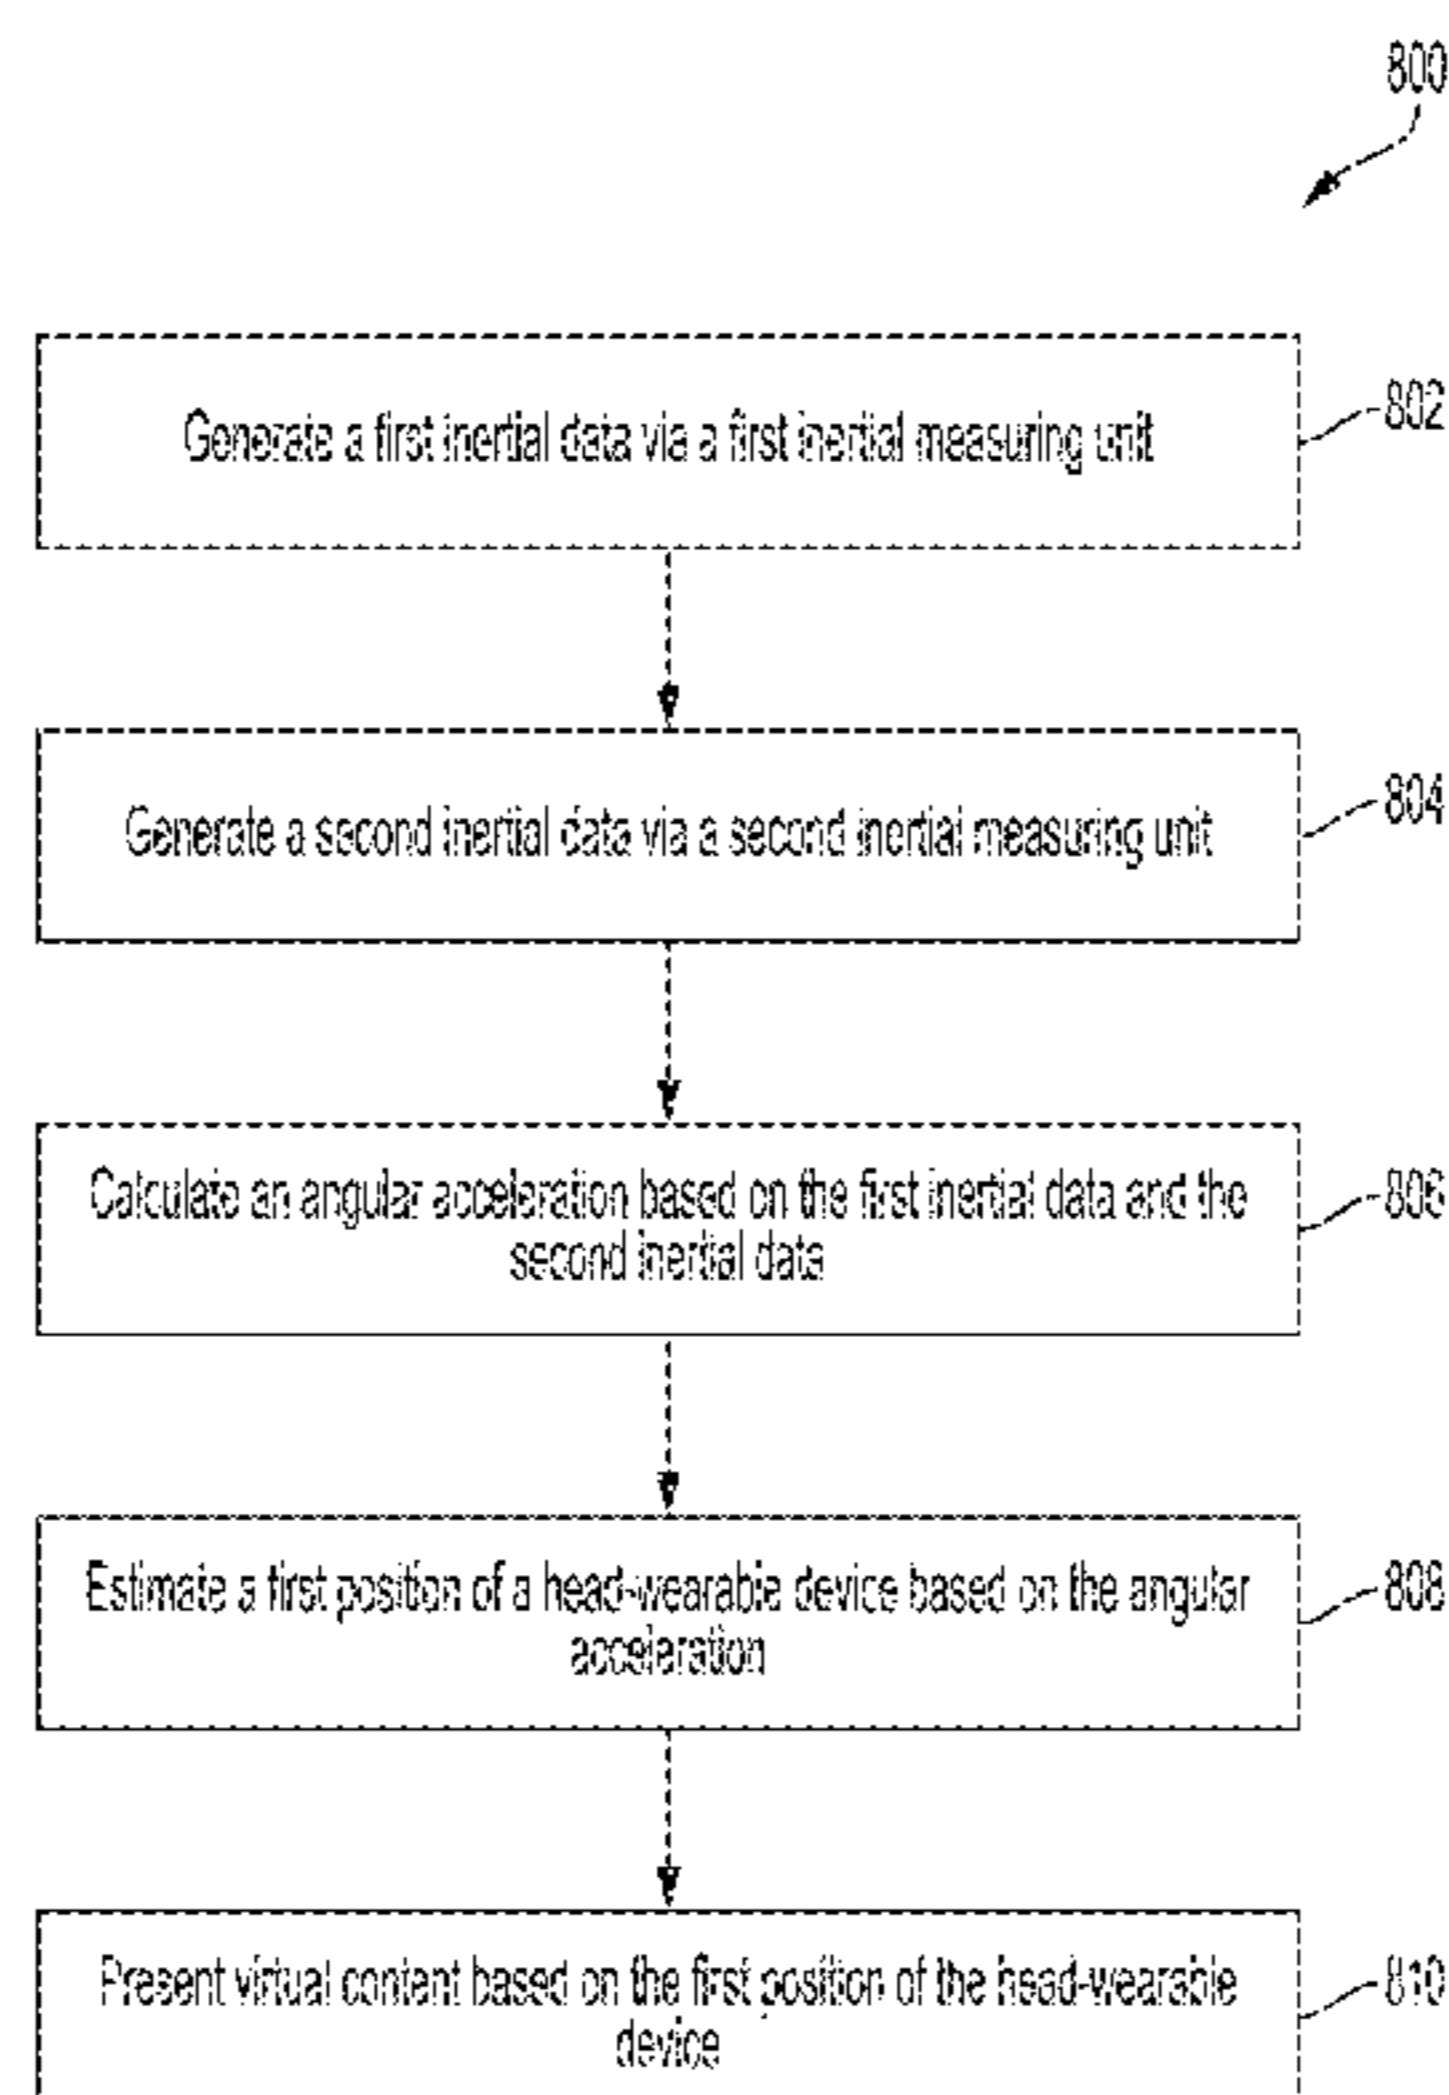 800
Generate a first inertial data via a first inertial measuring unit
802
Generate a second inertial data via a second inertial measuring unit
804
Calculate an angular acceleration based on the first inertial data and the
second inertial data
806
Estimate a first position of a head-wearable device based on the angular
acceleration
808
Present virtual content based on the first position of the head-wearable
device
810